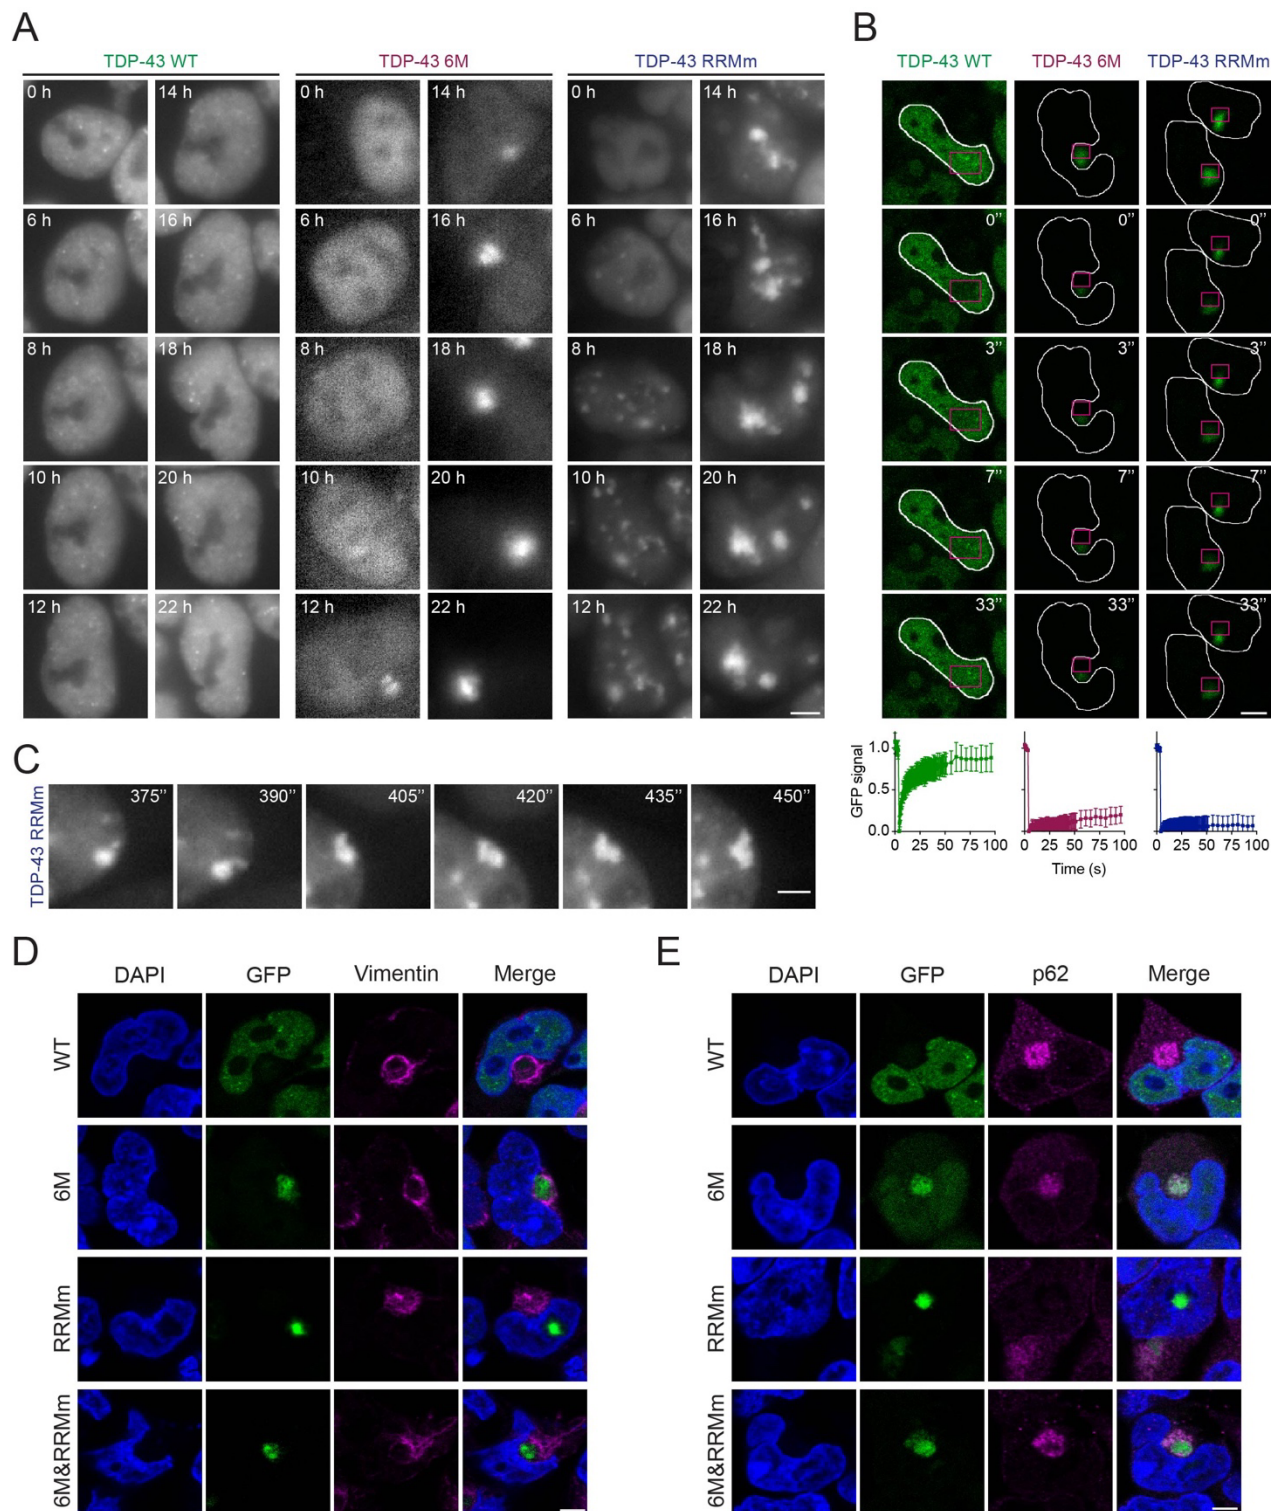 A
TDP-43 WT
TDP-43 6M
TDP-43 RRMm
0 h
14 h
0 h
14 h
0 h
14 h
6 h
16 h
6 h
16 h
6 h
16 h
8 h
18 h
8 h
18 h
8 h
18 h
10 h
20 h
10 h
20 h
10 h
20 h
12 h
22 h
12 h
22 h
12 h
22 h
B
TDP-43 WT
TDP-43 6M
TDP-43 RRMm
0’’
0’’
0’’
3’’
3’’
3’’
7’’
7’’
7’’
33’’
33’’
33’’
GFP signal
1.0
0.5
0.0
0 25 50 75 100
0 25 50 75 100
0 25 50 75 100
Time (s)
C
TDP-43 RRMm
375’’
390’’
405’’
420’’
435’’
450’’
D
DAPI
GFP
Vimentin
Merge
WT
6M
RRMm
6M&RRMm
E
DAPI
GFP
p62
Merge
WT
6M
RRMm
6M&RRMm